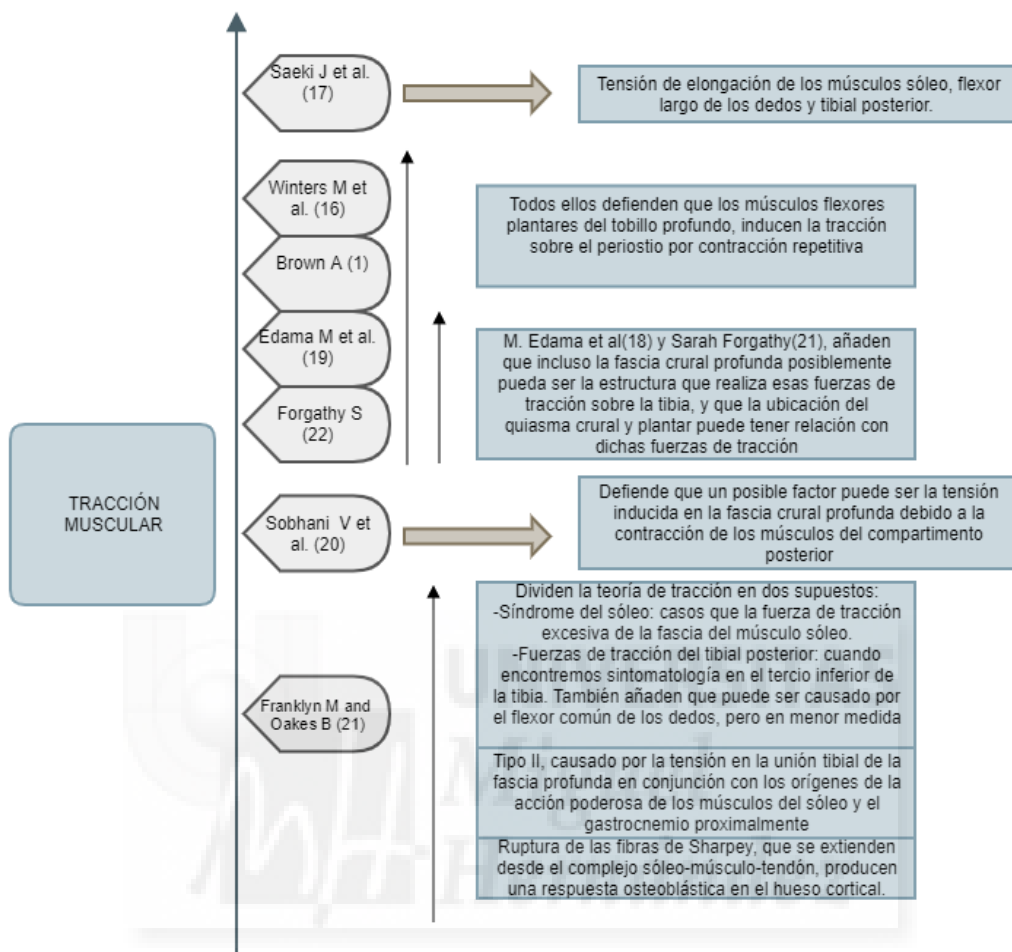 Saeki J et al.
(17)
Tensión de elongación de los músculos sóleo, flexor
largo de los dedos y tibial posterior.
Winters M et
al. (16)
Todos ellos defienden que los músculos flexores
plantares del tobillo profundo, inducen la tracción
sobre el periostio por contracción repetitiva
Brown A (1)
Edama M et al.
(19)
M. Edama et al(18) y Sarah Forgathy(21), añaden
que incluso la fascia crural profunda posiblemente
pueda ser la estructura que realiza esas fuerzas de
tracción sobre la tibia, y que la ubicación del
quiasma crural y plantar puede tener relación con
dichas fuerzas de tracción
Forgathy S
(22)
TRACCIÓN
MUSCULAR
Sobhani V et
al. (20)
Defiende que un posible factor puede ser la tensión
inducida en la fascia crural profunda debido a la
contracción de los músculos del compartimento
posterior
Franklyn M and
Oakes B (21)
Dividen la teoría de tracción en dos supuestos:
-Síndrome del sóleo: casos que la fuerza de tracción
excesiva de la fascia del músculo sóleo.
-Fuerzas de tracción del tibial posterior: cuando
encontremos sintomatología en el tercio inferior de
la tibia. También añaden que puede ser causado por
el flexor común de los dedos, pero en menor medida
Tipo II, causado por la tensión en la unión tibial de la
fascia profunda en conjunción con los orígenes de la
acción poderosa de los músculos del sóleo y el
gastrocnemio proximalmente
Ruptura de las fibras de Sharpey, que se extienden
desde el complejo sóleo-músculo-tendón, producen
una respuesta osteoblástica en el hueso cortical.
Miguel